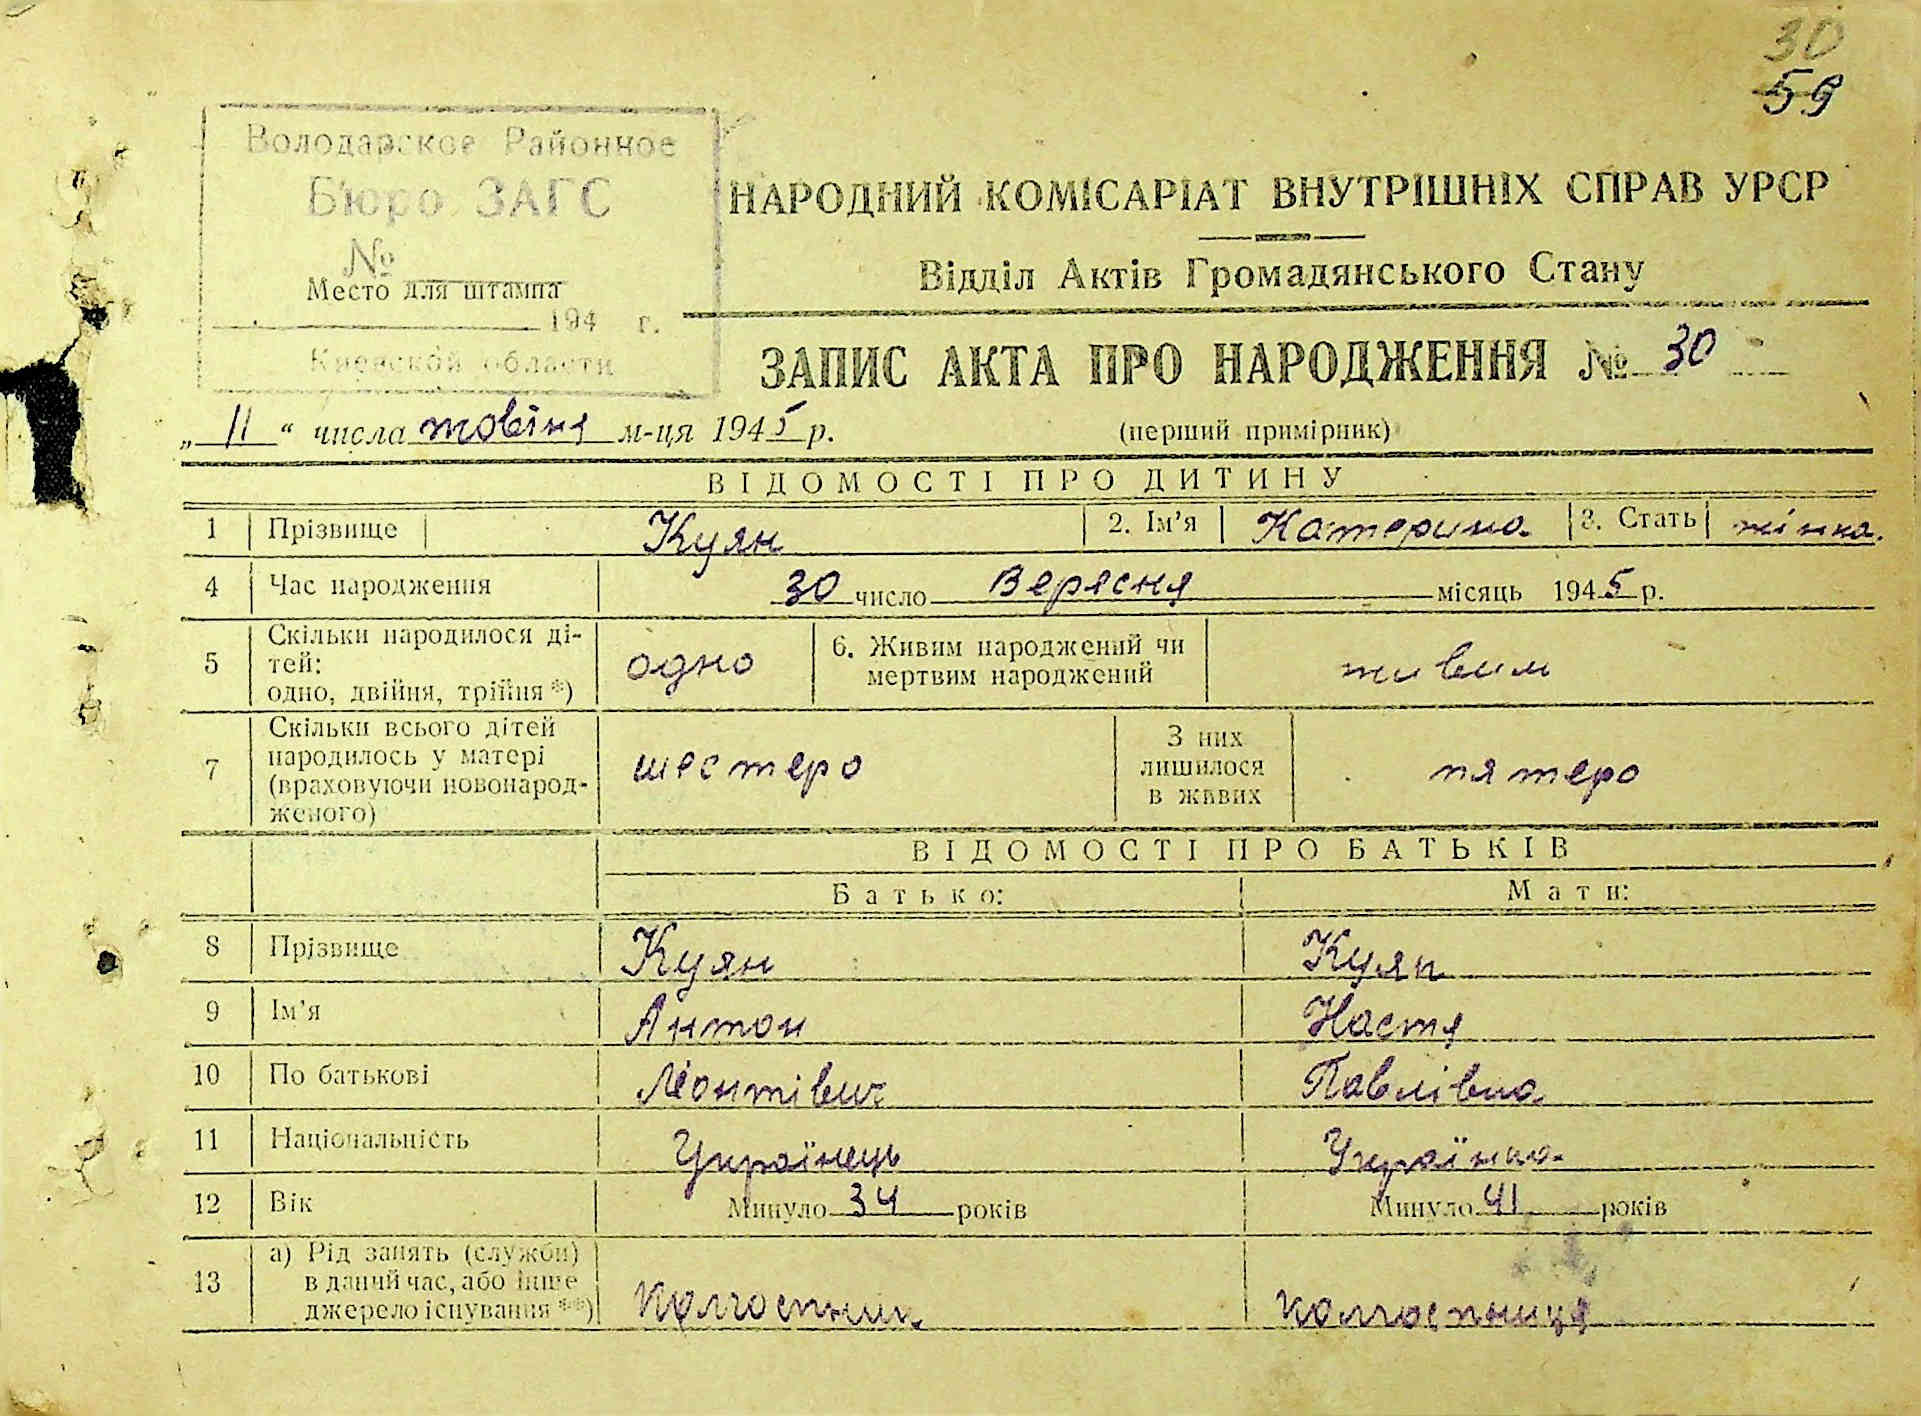 30
59
Володарское Районное
Бюро ЗАГС
№
Место для штампа
194 г.
Киевской области
НАРОДНИЙ КОМІСАРІАТ ВНУТРІШНІХ СПРАВ УРСР
Відділ Актів Громадянського Стану
ЗАПИС АКТА ПРО НАРОДЖЕННЯ № 30
„ 11 “ числа жовтня м-ця 1945 р. (перший примірник)
ВІДОМОСТІ ПРО ДИТИНУ
1 Прізвище Куян 2. Ім’я Катерина 3. Стать жінка.
4 Час народження 30 число Вересня місяць 1945 р.
5 Скільки народилося дітей: одно, двійня, трійня *) одно 6. Живим народжений чи мертвим народжений живим
7 Скільки всього дітей народилось у матері (враховуючи новонародженого) шестеро З них лишилося в живих пятеро
ВІДОМОСТІ ПРО БАТЬКІВ
Батько: Мати:
8 Прізвище Куян Куян
9 Ім’я Антон Настя
10 По батькові Леонтівич Павлівна
11 Національність Українець Українка
12 Вік Минуло 34 років Минуло 41 років
13 а) Рід занять (служби) в даний час, або інше джерело існування **) Колгоспник колгоспниця